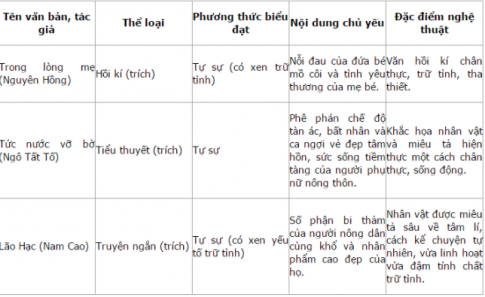 Tên văn bản, tác giả
Thể loại
Phương thức biểu đạt
Nội dung chủ yếu
Đặc điểm nghệ thuật
Trong lòng mẹ
(Nguyên Hồng)
Hồi kí (trích)
Tự sự (có xen trữ
tình)
Nỗi đau của đứa bé
mồ côi và tình yêu
thương của mẹ bé.
Văn hồi kí chân
thực, trữ tình, tha
thiết.
Tức nước vỡ bờ
(Ngô Tất Tố)
Tiểu thuyết (trích)
Tự sự
Phê phán chế độ
tàn ác, bất nhân và
ca ngợi vẻ đẹp tâm
hồn, sức sống tiềm
tàng của người phụ
nữ nông thôn.
Khắc họa nhân vật
và miêu tả hiện
thực một cách chân
thực, sống động.
Lão Hạc (Nam Cao)
Truyện ngắn (trích)
Tự sự (có xen yếu
tố trữ tình)
Số phận bi thảm
của người nông dân
cùng khổ và nhân
phẩm cao đẹp của
họ.
Nhân vật được miêu
tả sâu về tâm lí,
cách kể chuyện tự
nhiên, vừa linh hoạt
vừa đậm tính chất
trữ tình.